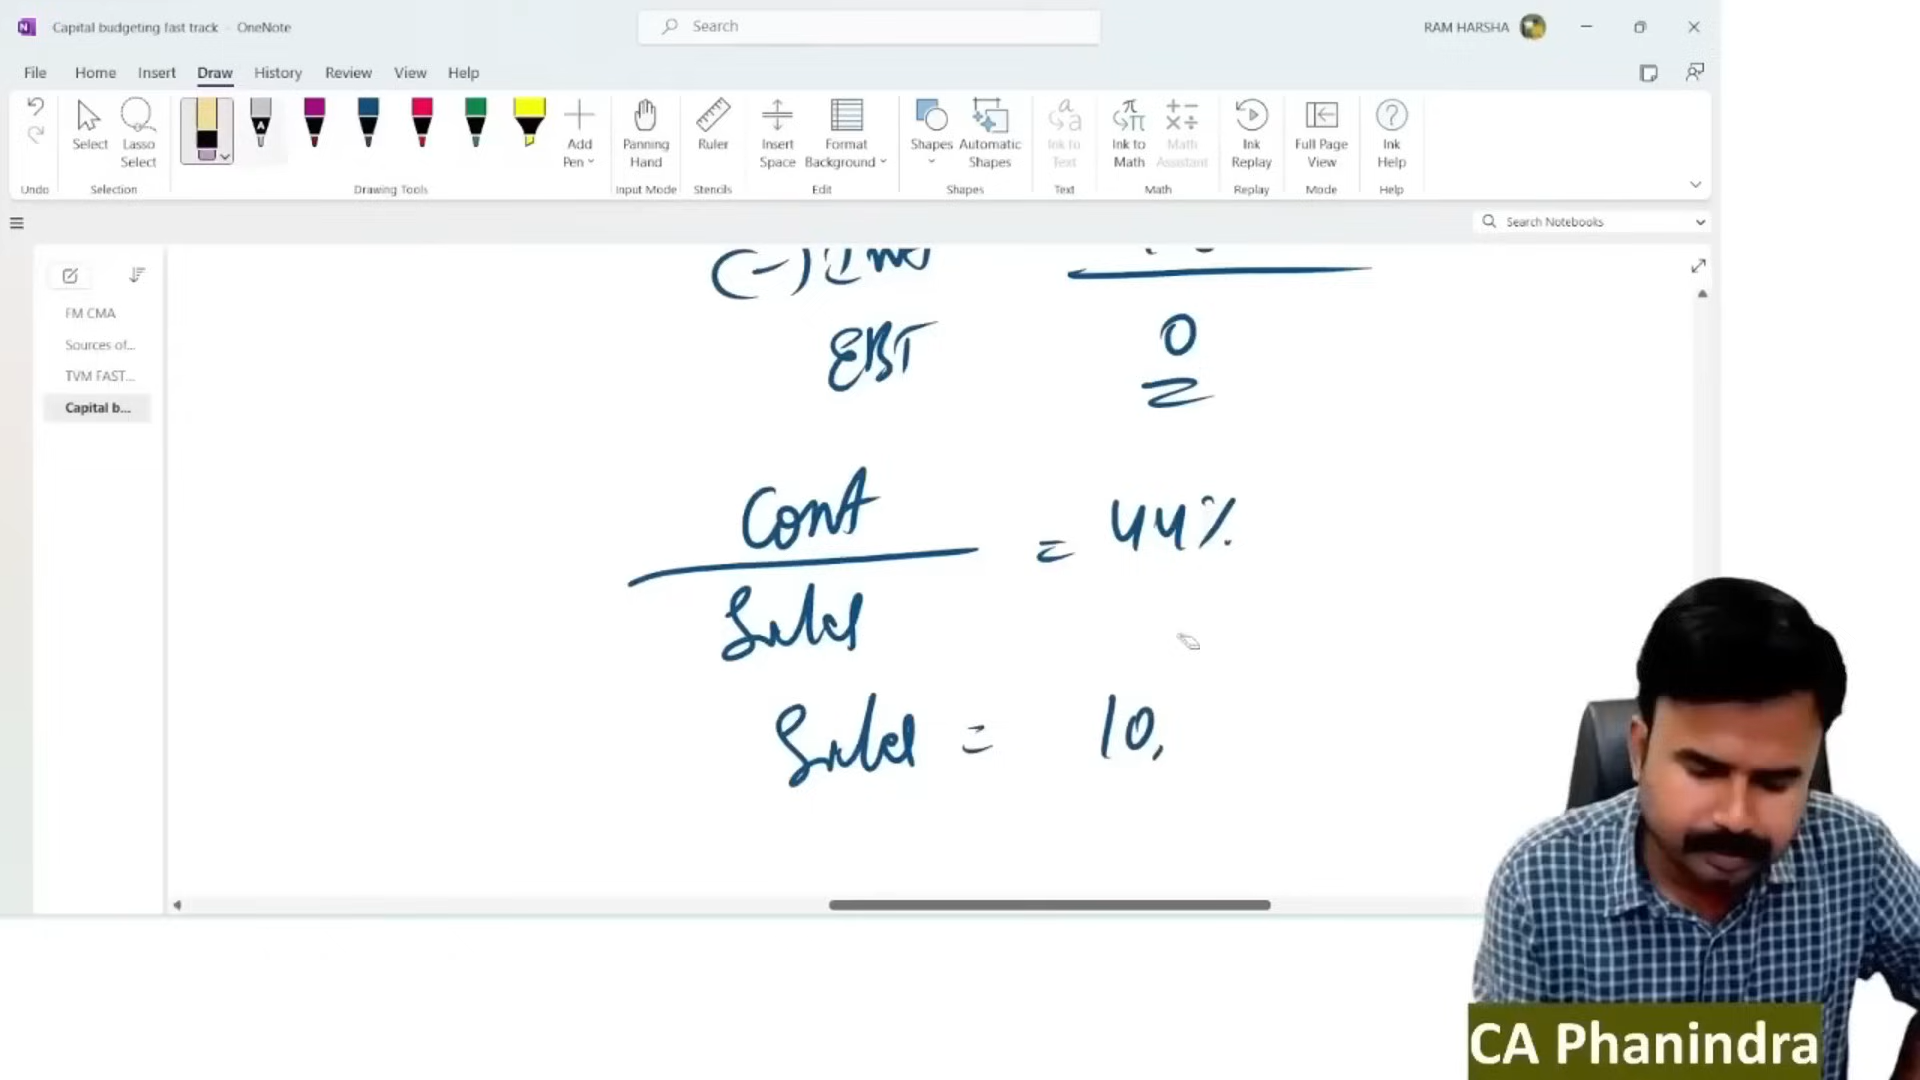 Capital budgeting fast track - OneNote
Search
RAM HARSHA
File Home Insert Draw History Review View Help
Undo
Select
Lasso Select
Add Pen
Panning Hand
Ruler
Insert Space
Format Background
Shapes
Automatic Shapes
Ink to Text
Ink to Math
Math Assistant
Ink Replay
Full Page View
Ink Help
Selection Drawing Tools Input Mode Stencils Edit Shapes Text Math Replay Mode Help
Search Notebooks
FM CMA
Sources of...
TVM FAST...
Capital b...
(-)
EBT 0
Cont
= 44%
Sales
Sales = 10,
CA Phanindra